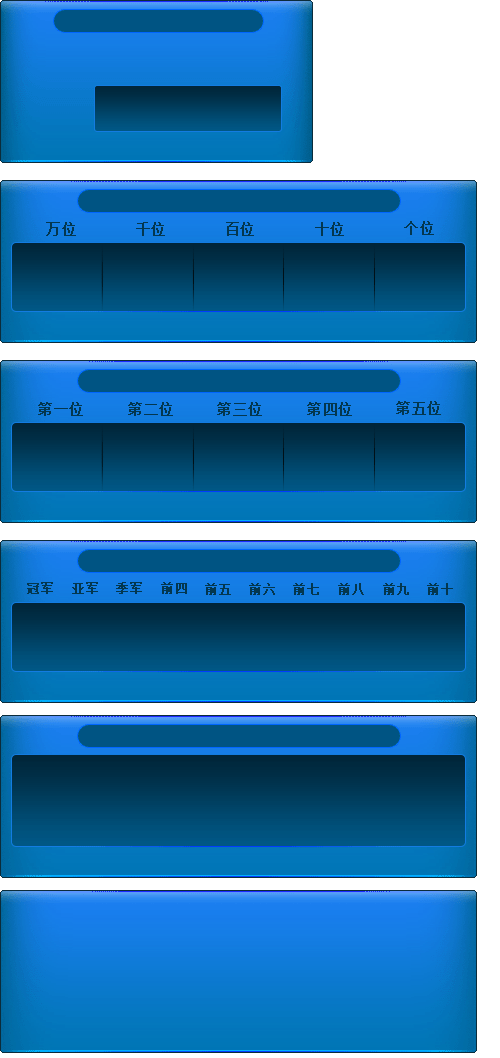 万位 千位 百位 十位 个位
第一位 第二位 第三位 第四位 第五位
冠军 亚军 季军 前四 前五 前六 前七 前八 前九 前十